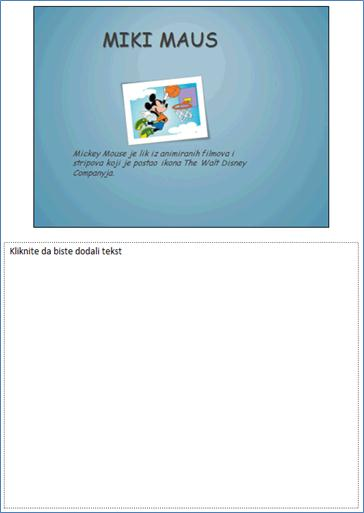 MIKI MAUS
Mickey Mouse je lik iz animiranih filmova i
stripova koji je postao ikona The Walt Disney
Companyja.
Kliknite da biste dodali tekst